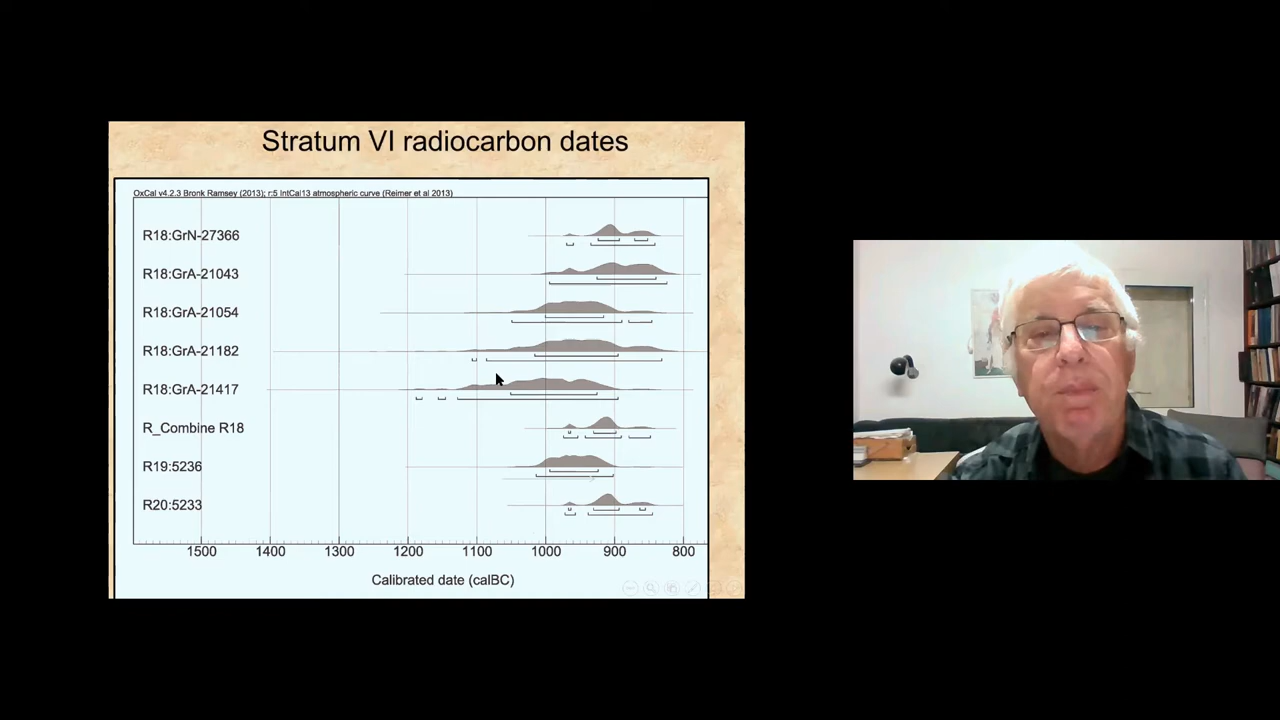 Stratum VI radiocarbon dates
OxCal v4.2.3 Bronk Ramsey (2013); r:5 IntCal13 atmospheric curve (Reimer et al 2013)
R18:GrN-27366
R18:GrA-21043
R18:GrA-21054
R18:GrA-21182
R18:GrA-21417
R_Combine R18
R19:5236
R20:5233
1500 1400 1300 1200 1100 1000 900 800
Calibrated date (calBC)